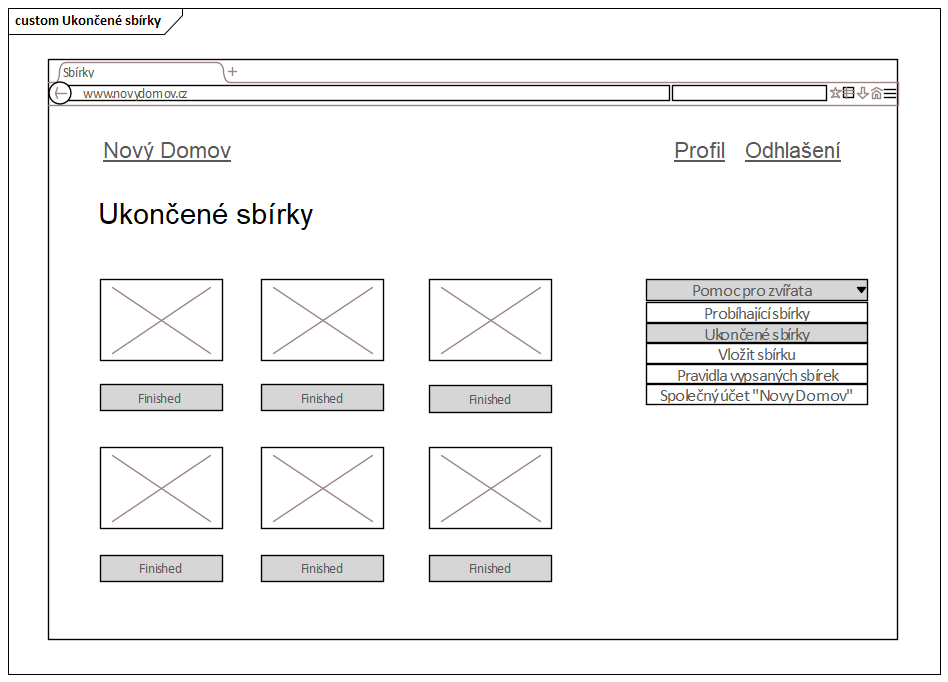 custom Ukončené sbírky
Sbírky
www.novydomov.cz
Nový Domov
Profil
Odhlašení
Ukončené sbírky
Pomoc pro zvířata
Probíhající sbírky
Ukončené sbírky
Vložit sbírku
Pravidla vypsaných sbírek
Společný účet "Novy Domov"
Finished
Finished
Finished
Finished
Finished
Finished